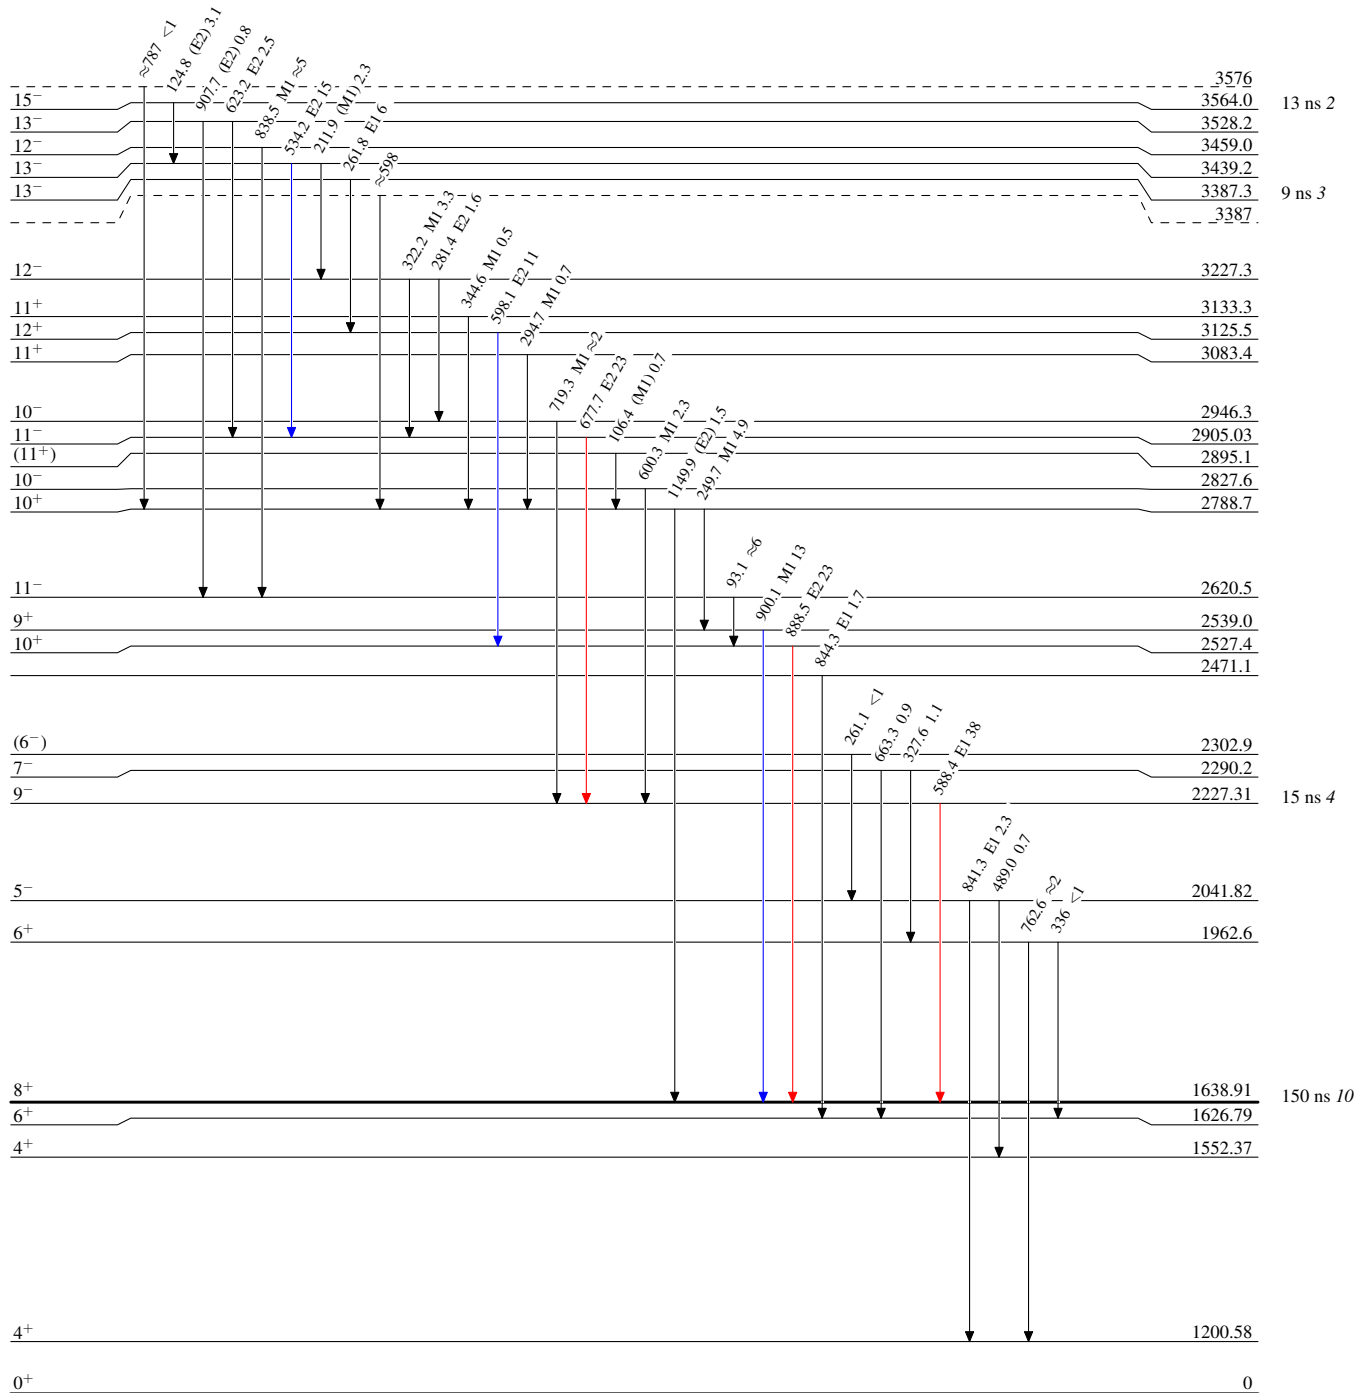 ≈787 <1
124.8 (E2) 3.1
907.7 (E2) 0.8
623.2 E2 2.5
838.5 M1 ≈5
534.2 E2 15
211.9 (M1) 2.3
261.8 E1 6
≈598
322.2 M1 3.3
281.4 E2 1.6
344.6 M1 0.5
598.1 E2 11
294.7 M1 0.7
719.3 M1 ≈2
677.7 E2 23
106.4 (M1) 0.7
600.3 M1 2.3
1149.9 (E2) 1.5
249.7 M1 4.9
93.1 ≈6
900.1 M1 13
888.5 E2 23
844.3 E1 1.7
261.1 <1
663.3 0.9
327.6 1.1
588.4 E1 38
841.3 E1 2.3
489.0 0.7
762.6 ≈2
336 <1
3576
15⁻ 3564.0 13 ns 2
13⁻ 3528.2
12⁻ 3459.0
13⁻ 3439.2
13⁻ 3387.3 9 ns 3
3387
12⁻ 3227.3
11⁺ 3133.3
12⁺ 3125.5
11⁺ 3083.4
10⁻ 2946.3
11⁻ 2905.03
(11⁺) 2895.1
10⁻ 2827.6
10⁺ 2788.7
11⁻ 2620.5
9⁺ 2539.0
10⁺ 2527.4
2471.1
(6⁻) 2302.9
7⁻ 2290.2
9⁻ 2227.31 15 ns 4
5⁻ 2041.82
6⁺ 1962.6
8⁺ 1638.91 150 ns 10
6⁺ 1626.79
4⁺ 1552.37
4⁺ 1200.58
0⁺ 0